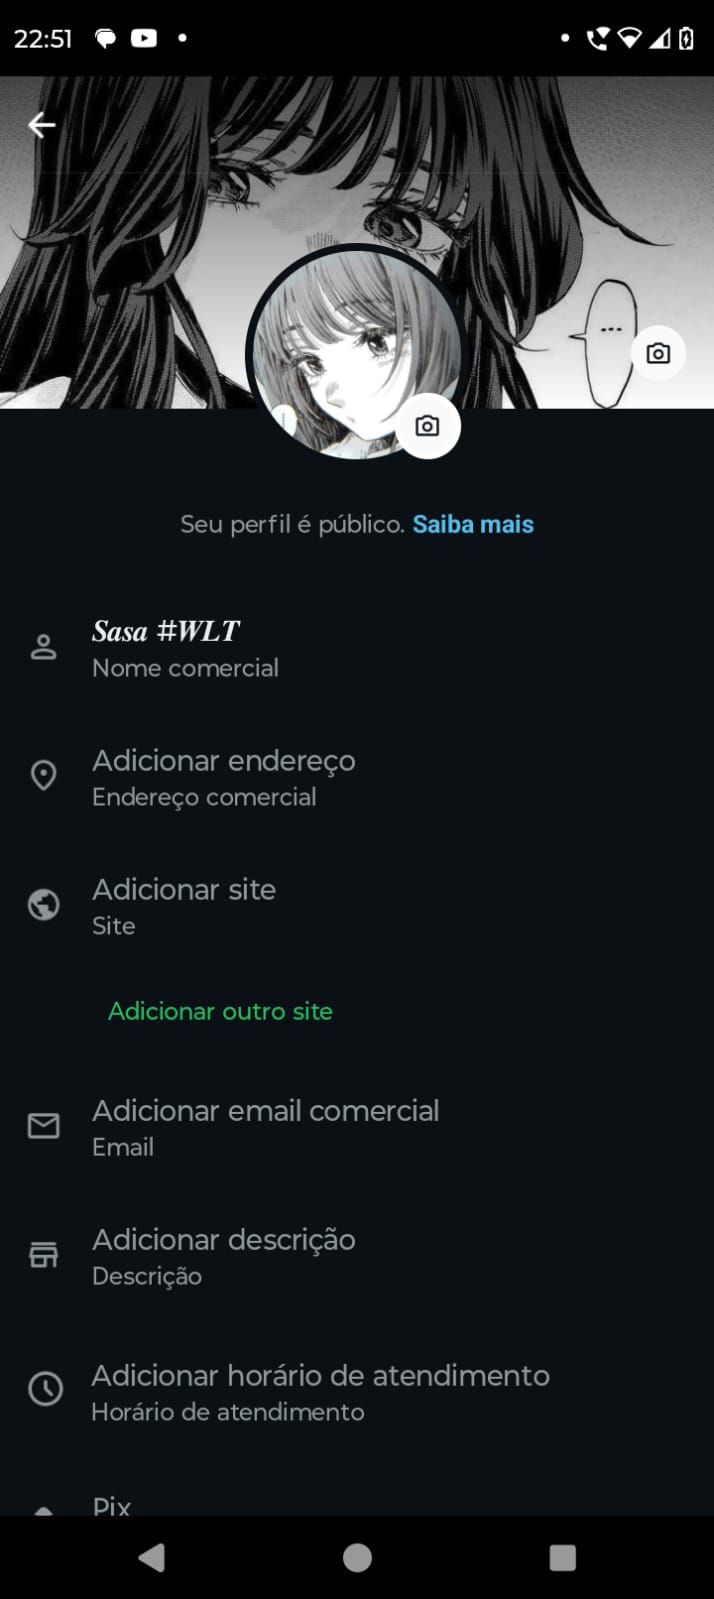 22:51
...
Seu perfil é público. Saiba mais
Sasa #WLT
Nome comercial
Adicionar endereço
Endereço comercial
Adicionar site
Site
Adicionar outro site
Adicionar email comercial
Email
Adicionar descrição
Descrição
Adicionar horário de atendimento
Horário de atendimento
Pix